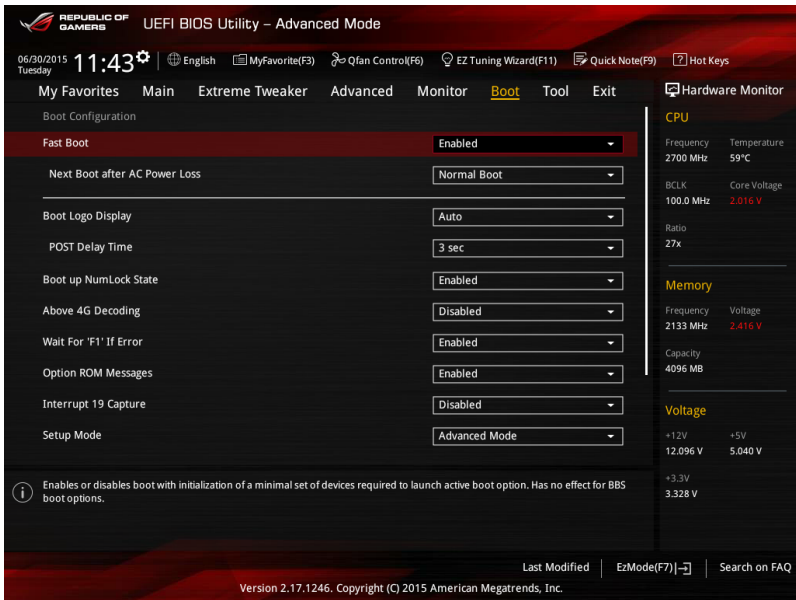 REPUBLIC OF
GAMERS
UEFI BIOS Utility – Advanced Mode
06/30/2015
Tuesday
11:43
English
MyFavorite(F3)
Qfan Control(F6)
EZ Tuning Wizard(F11)
Quick Note(F9)
? Hot Keys
My Favorites Main Extreme Tweaker Advanced Monitor Boot Tool Exit
Boot Configuration
Fast Boot Enabled
Next Boot after AC Power Loss Normal Boot
Boot Logo Display Auto
POST Delay Time 3 sec
Boot up NumLock State Enabled
Above 4G Decoding Disabled
Wait For 'F1' If Error Enabled
Option ROM Messages Enabled
Interrupt 19 Capture Disabled
Setup Mode Advanced Mode
Hardware Monitor
CPU
Frequency Temperature
2700 MHz 59°C
BCLK Core Voltage
100.0 MHz 2.016 V
Ratio
27x
Memory
Frequency Voltage
2133 MHz 2.416 V
Capacity
4096 MB
Voltage
+12V +5V
12.096 V 5.040 V
+3.3V
3.328 V
i
Enables or disables boot with initialization of a minimal set of devices required to launch active boot option. Has no effect for BBS
boot options.
Last Modified
EzMode(F7)
Search on FAQ
Version 2.17.1246. Copyright (C) 2015 American Megatrends, Inc.